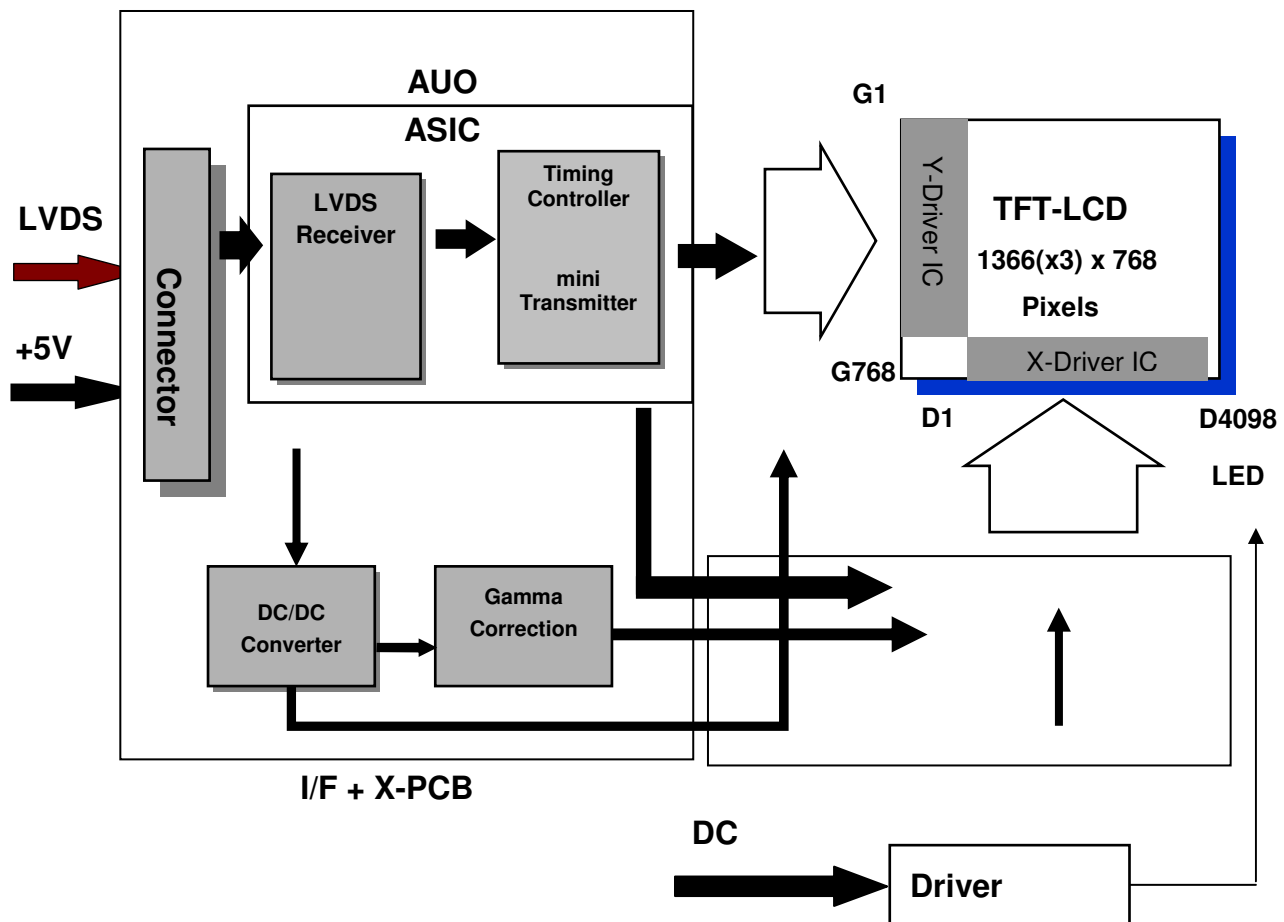 AUO
ASIC
G1
LVDS
+5V
Connector
LVDS
Receiver
Timing
Controller
mini
Transmitter
Y-Driver IC
TFT-LCD
1366(x3) x 768
Pixels
X-Driver IC
G768
D1
D4098
LED
DC/DC
Converter
Gamma
Correction
I/F + X-PCB
DC
Driver